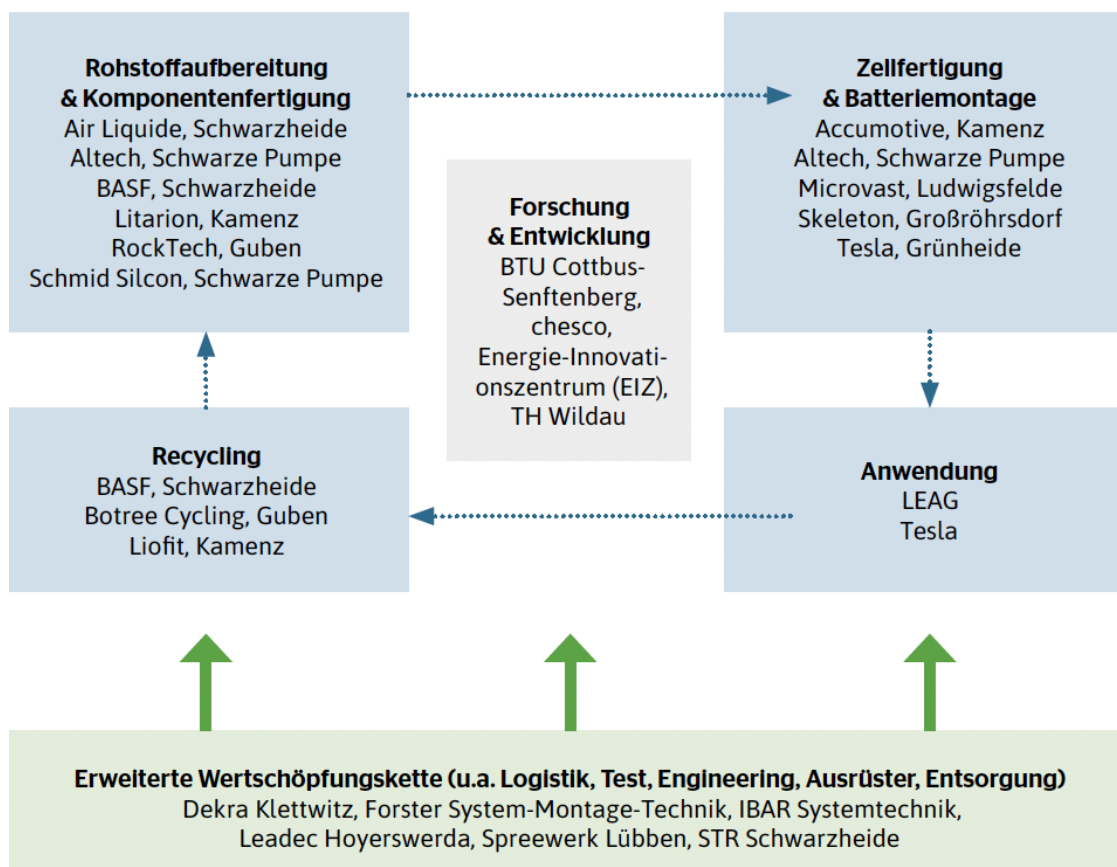 Rohstoffaufbereitung
& Komponentenfertigung
Air Liquide, Schwarzheide
Altech, Schwarze Pumpe
BASF, Schwarzheide
Litarion, Kamenz
RockTech, Guben
Schmid Silcon, Schwarze Pumpe
Zellfertigung
& Batteriemontage
Accumotive, Kamenz
Altech, Schwarze Pumpe
Microvast, Ludwigsfelde
Skeleton, Großröhrsdorf
Tesla, Grünheide
Forschung
& Entwicklung
BTU Cottbus-
Senftenberg,
chesco,
Energie-Innovati-
onszentrum (EIZ),
TH Wildau
Recycling
BASF, Schwarzheide
Botree Cycling, Guben
Liofit, Kamenz
Anwendung
LEAG
Tesla
Erweiterte Wertschöpfungskette (u.a. Logistik, Test, Engineering, Ausrüster, Entsorgung)
Dekra Klettwitz, Forster System-Montage-Technik, IBAR Systemtechnik,
Leadec Hoyerswerda, Spreewerk Lübben, STR Schwarzheide